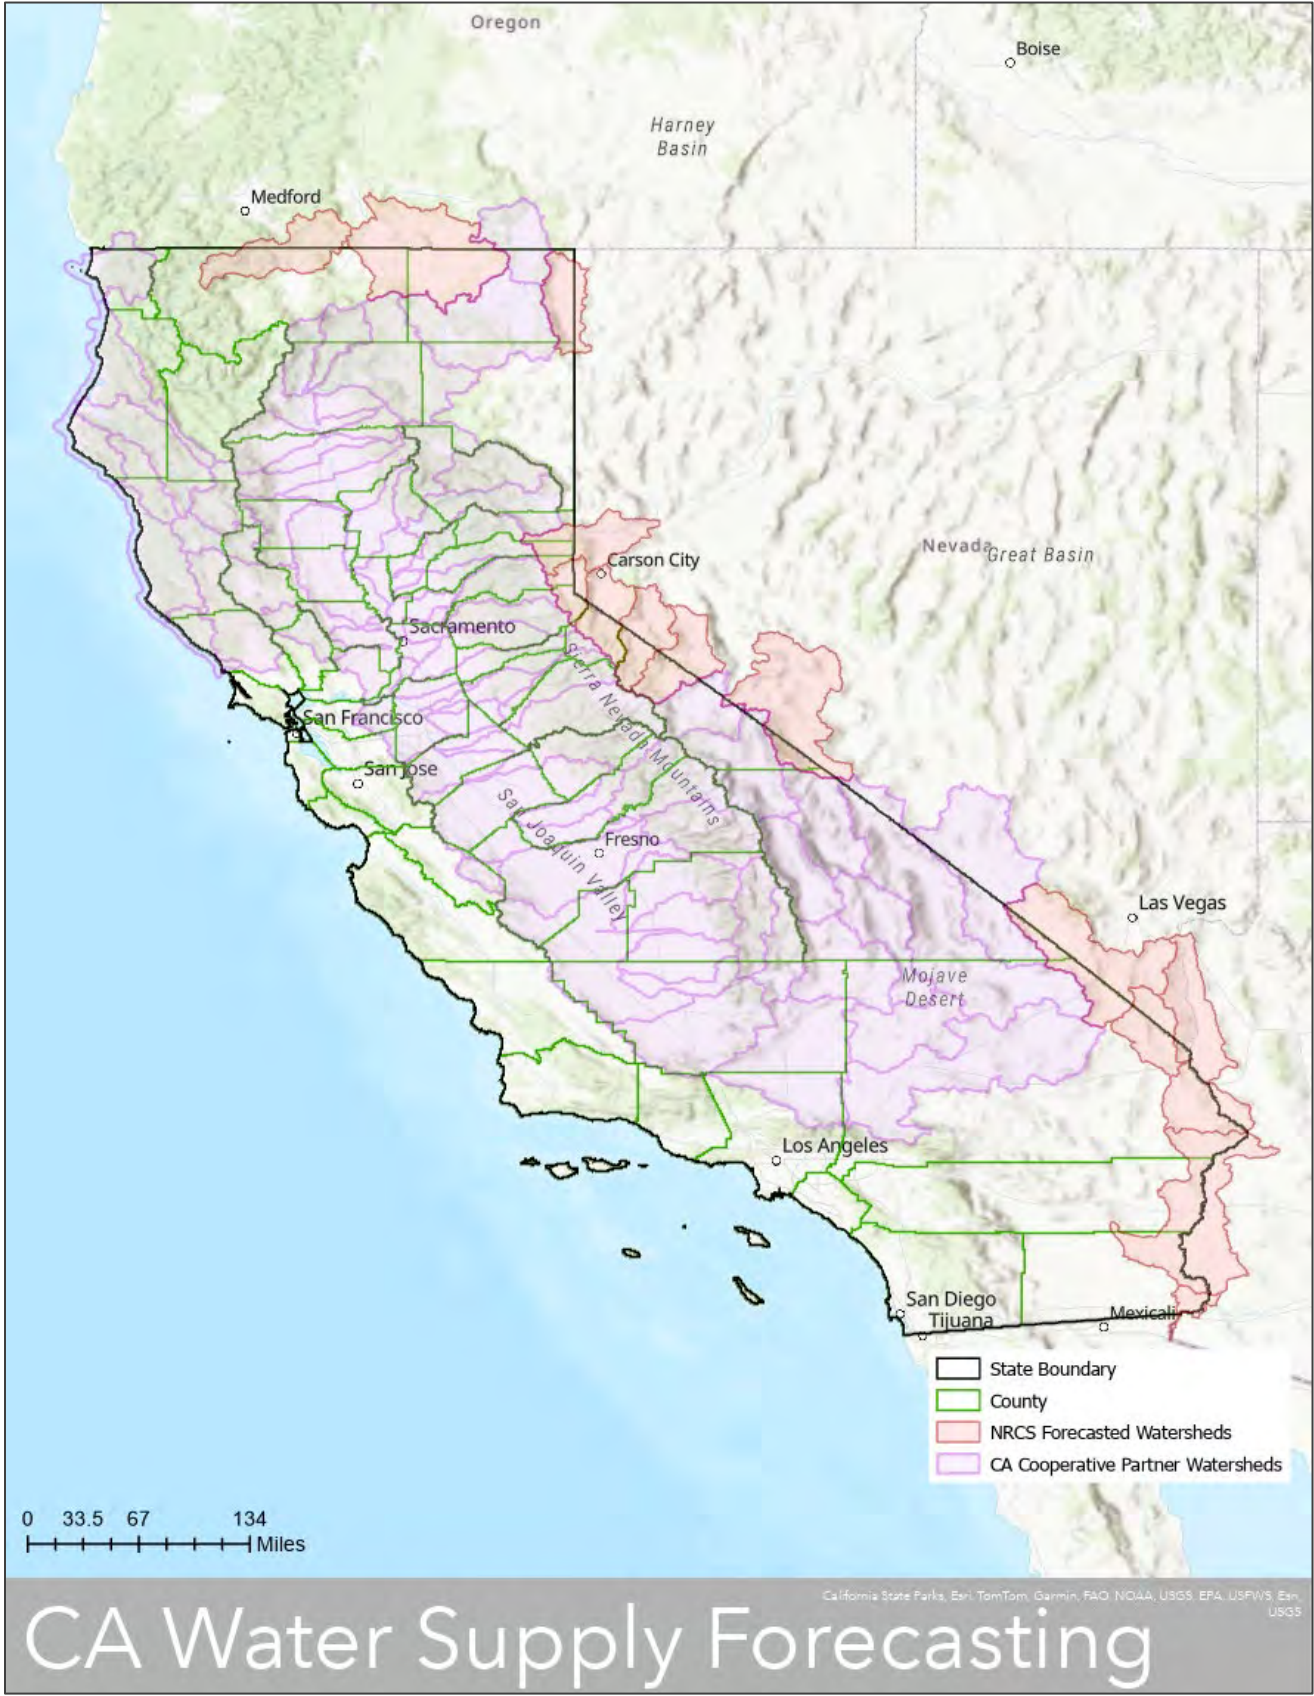 Oregon
Boise
Harney
Basin
Medford
Carson City
Nevada
Great Basin
Sacramento
Sierra Nevada Mountains
San Francisco
San Jose
San Joaquin Valley
Fresno
Las Vegas
Mojave
Desert
Los Angeles
San Diego
Tijuana
Mexicali
State Boundary
County
NRCS Forecasted Watersheds
CA Cooperative Partner Watersheds
0 33.5 67 134
Miles
California State Parks, Esri, TomTom, Garmin, FAO, NOAA, USGS, EPA, USFWS, Esri,
USGS
CA Water Supply Forecasting